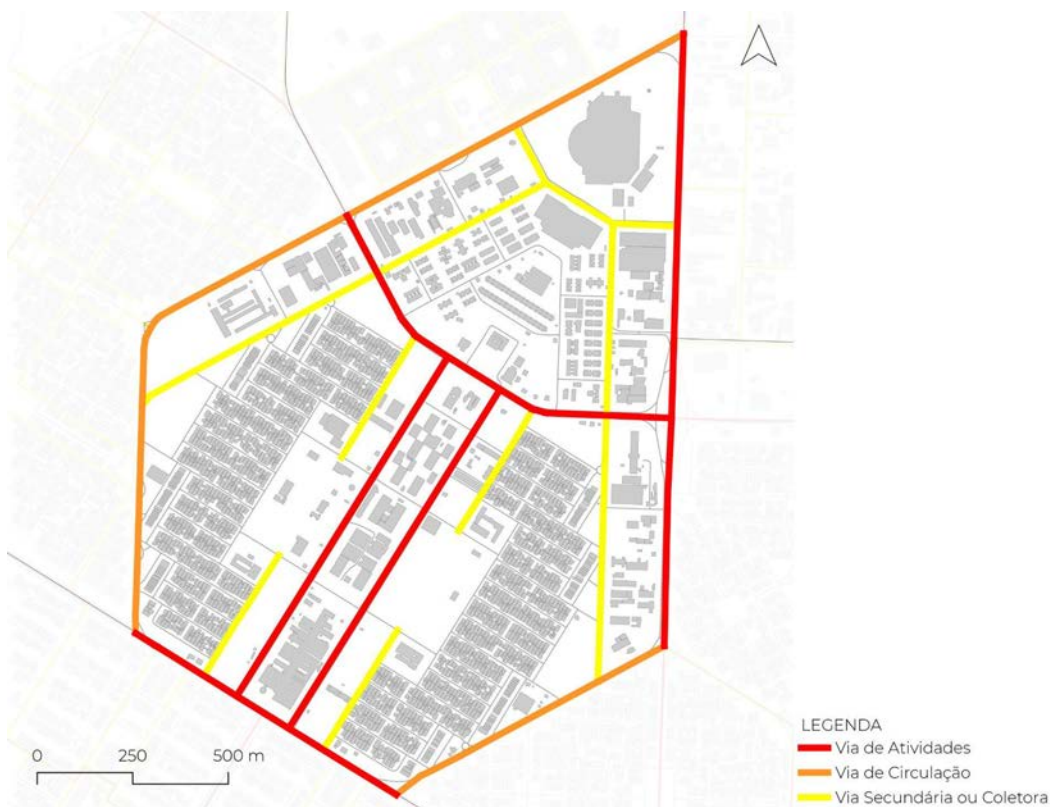 0 250 500 m
LEGENDA
Via de Atividades
Via de Circulação
Via Secundária ou Coletora